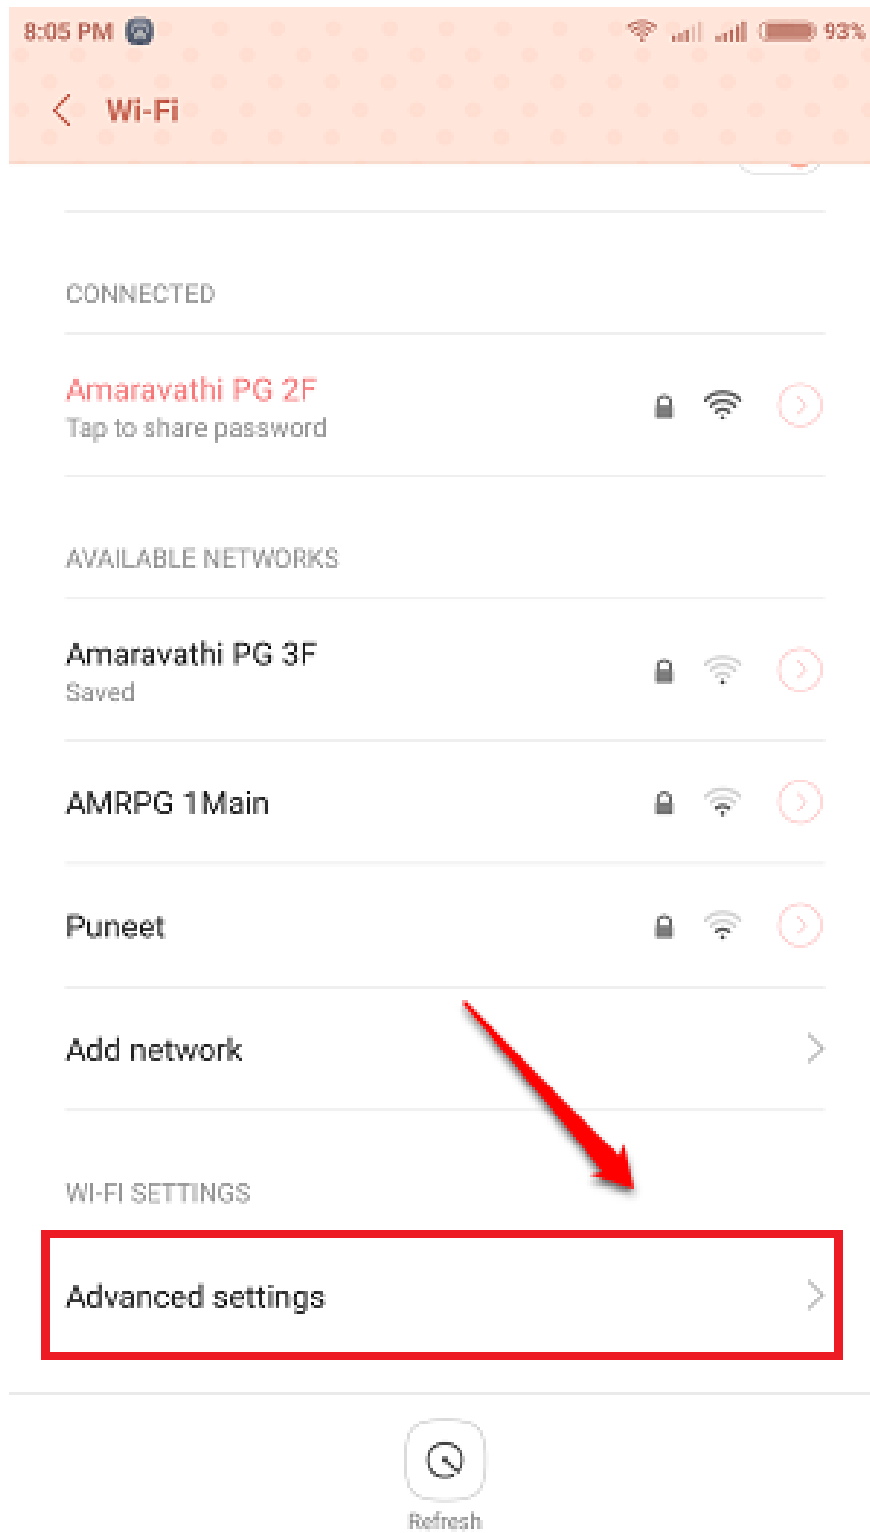 8:05 PM 93%
Wi-Fi
CONNECTED
Amaravathi PG 2F
Tap to share password
AVAILABLE NETWORKS
Amaravathi PG 3F
Saved
AMRPG 1Main
Puneet
Add network
WI-FI SETTINGS
Advanced settings
Refresh